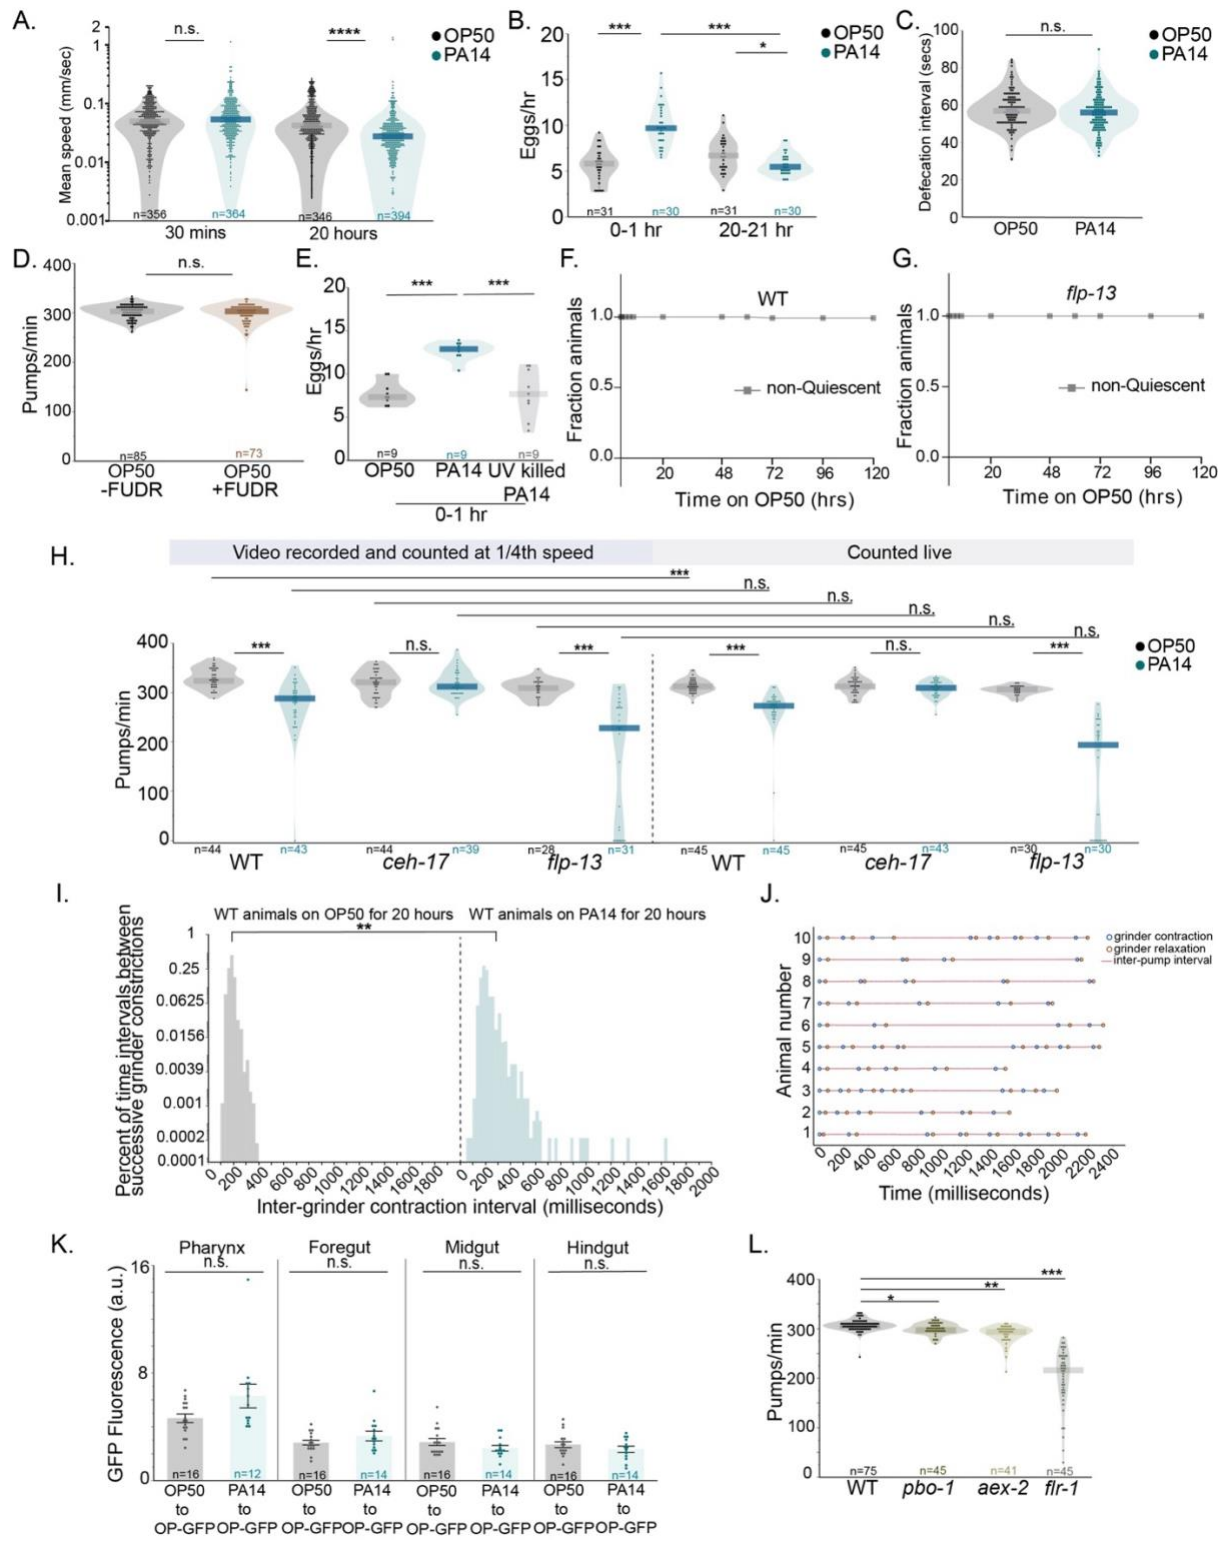 A.
Mean speed (mm/sec)
2
1
0.1
0.01
0.001
n.s.
****
OP50
PA14
n=356
n=364
n=346
n=394
30 mins
20 hours
B.
Eggs/hr
20
15
10
5
0
***
***
*
OP50
PA14
n=31
n=30
n=31
n=30
0-1 hr
20-21 hr
C.
Defecation interval (secs)
100
80
60
40
20
0
n.s.
OP50
PA14
OP50
PA14
D.
Pumps/min
400
300
200
100
0
n.s.
n=85
n=73
OP50
-FUDR
OP50
+FUDR
E.
Eggs/hr
20
15
10
5
0
***
***
n=9
n=9
n=9
OP50
PA14
UV killed
PA14
0-1 hr
F.
Fraction animals
1.0
0.5
0.0
WT
non-Quiescent
20
48
72
96
120
Time on OP50 (hrs)
G.
Fraction animals
1.0
0.5
0.0
flp-13
non-Quiescent
20
48
72
96
120
Time on OP50 (hrs)
H.
Video recorded and counted at 1/4th speed
Counted live
***
n.s.
n.s.
n.s.
n.s.
n.s.
Pumps/min
400
300
200
100
0
***
n.s.
***
***
n.s.
***
OP50
PA14
n=44
n=43
n=44
n=39
n=28
n=31
n=45
n=45
n=45
n=43
n=30
n=30
WT
ceh-17
flp-13
WT
ceh-17
flp-13
I.
WT animals on OP50 for 20 hours
WT animals on PA14 for 20 hours
**
Percent of time intervals between
successive grinder constrictions
1
0.25
0.0625
0.0156
0.0039
0.001
0.0002
0.0001
0
200
400
600
800
1000
1200
1400
1600
1800
0
200
400
600
800
1000
1200
1400
1600
1800
2000
Inter-grinder contraction interval (milliseconds)
J.
Animal number
10
9
8
7
6
5
4
3
2
1
grinder contraction
grinder relaxation
inter-pump interval
0
200
400
600
800
1000
1200
1400
1600
1800
2000
2200
2400
Time (milliseconds)
K.
GFP Fluorescence (a.u.)
16
8
0
Pharynx
n.s.
Foregut
n.s.
Midgut
n.s.
Hindgut
n.s.
n=16
n=12
n=16
n=14
n=16
n=14
n=16
n=14
OP50
to
OP-GFP
PA14
to
OP-GFP
OP50
to
OP-GFP
PA14
to
OP-GFP
OP50
to
OP-GFP
PA14
to
OP-GFP
OP50
to
OP-GFP
PA14
to
OP-GFP
L.
Pumps/min
400
300
200
100
0
***
**
*
n=75
n=45
n=41
n=45
WT
pbo-1
aex-2
flr-1